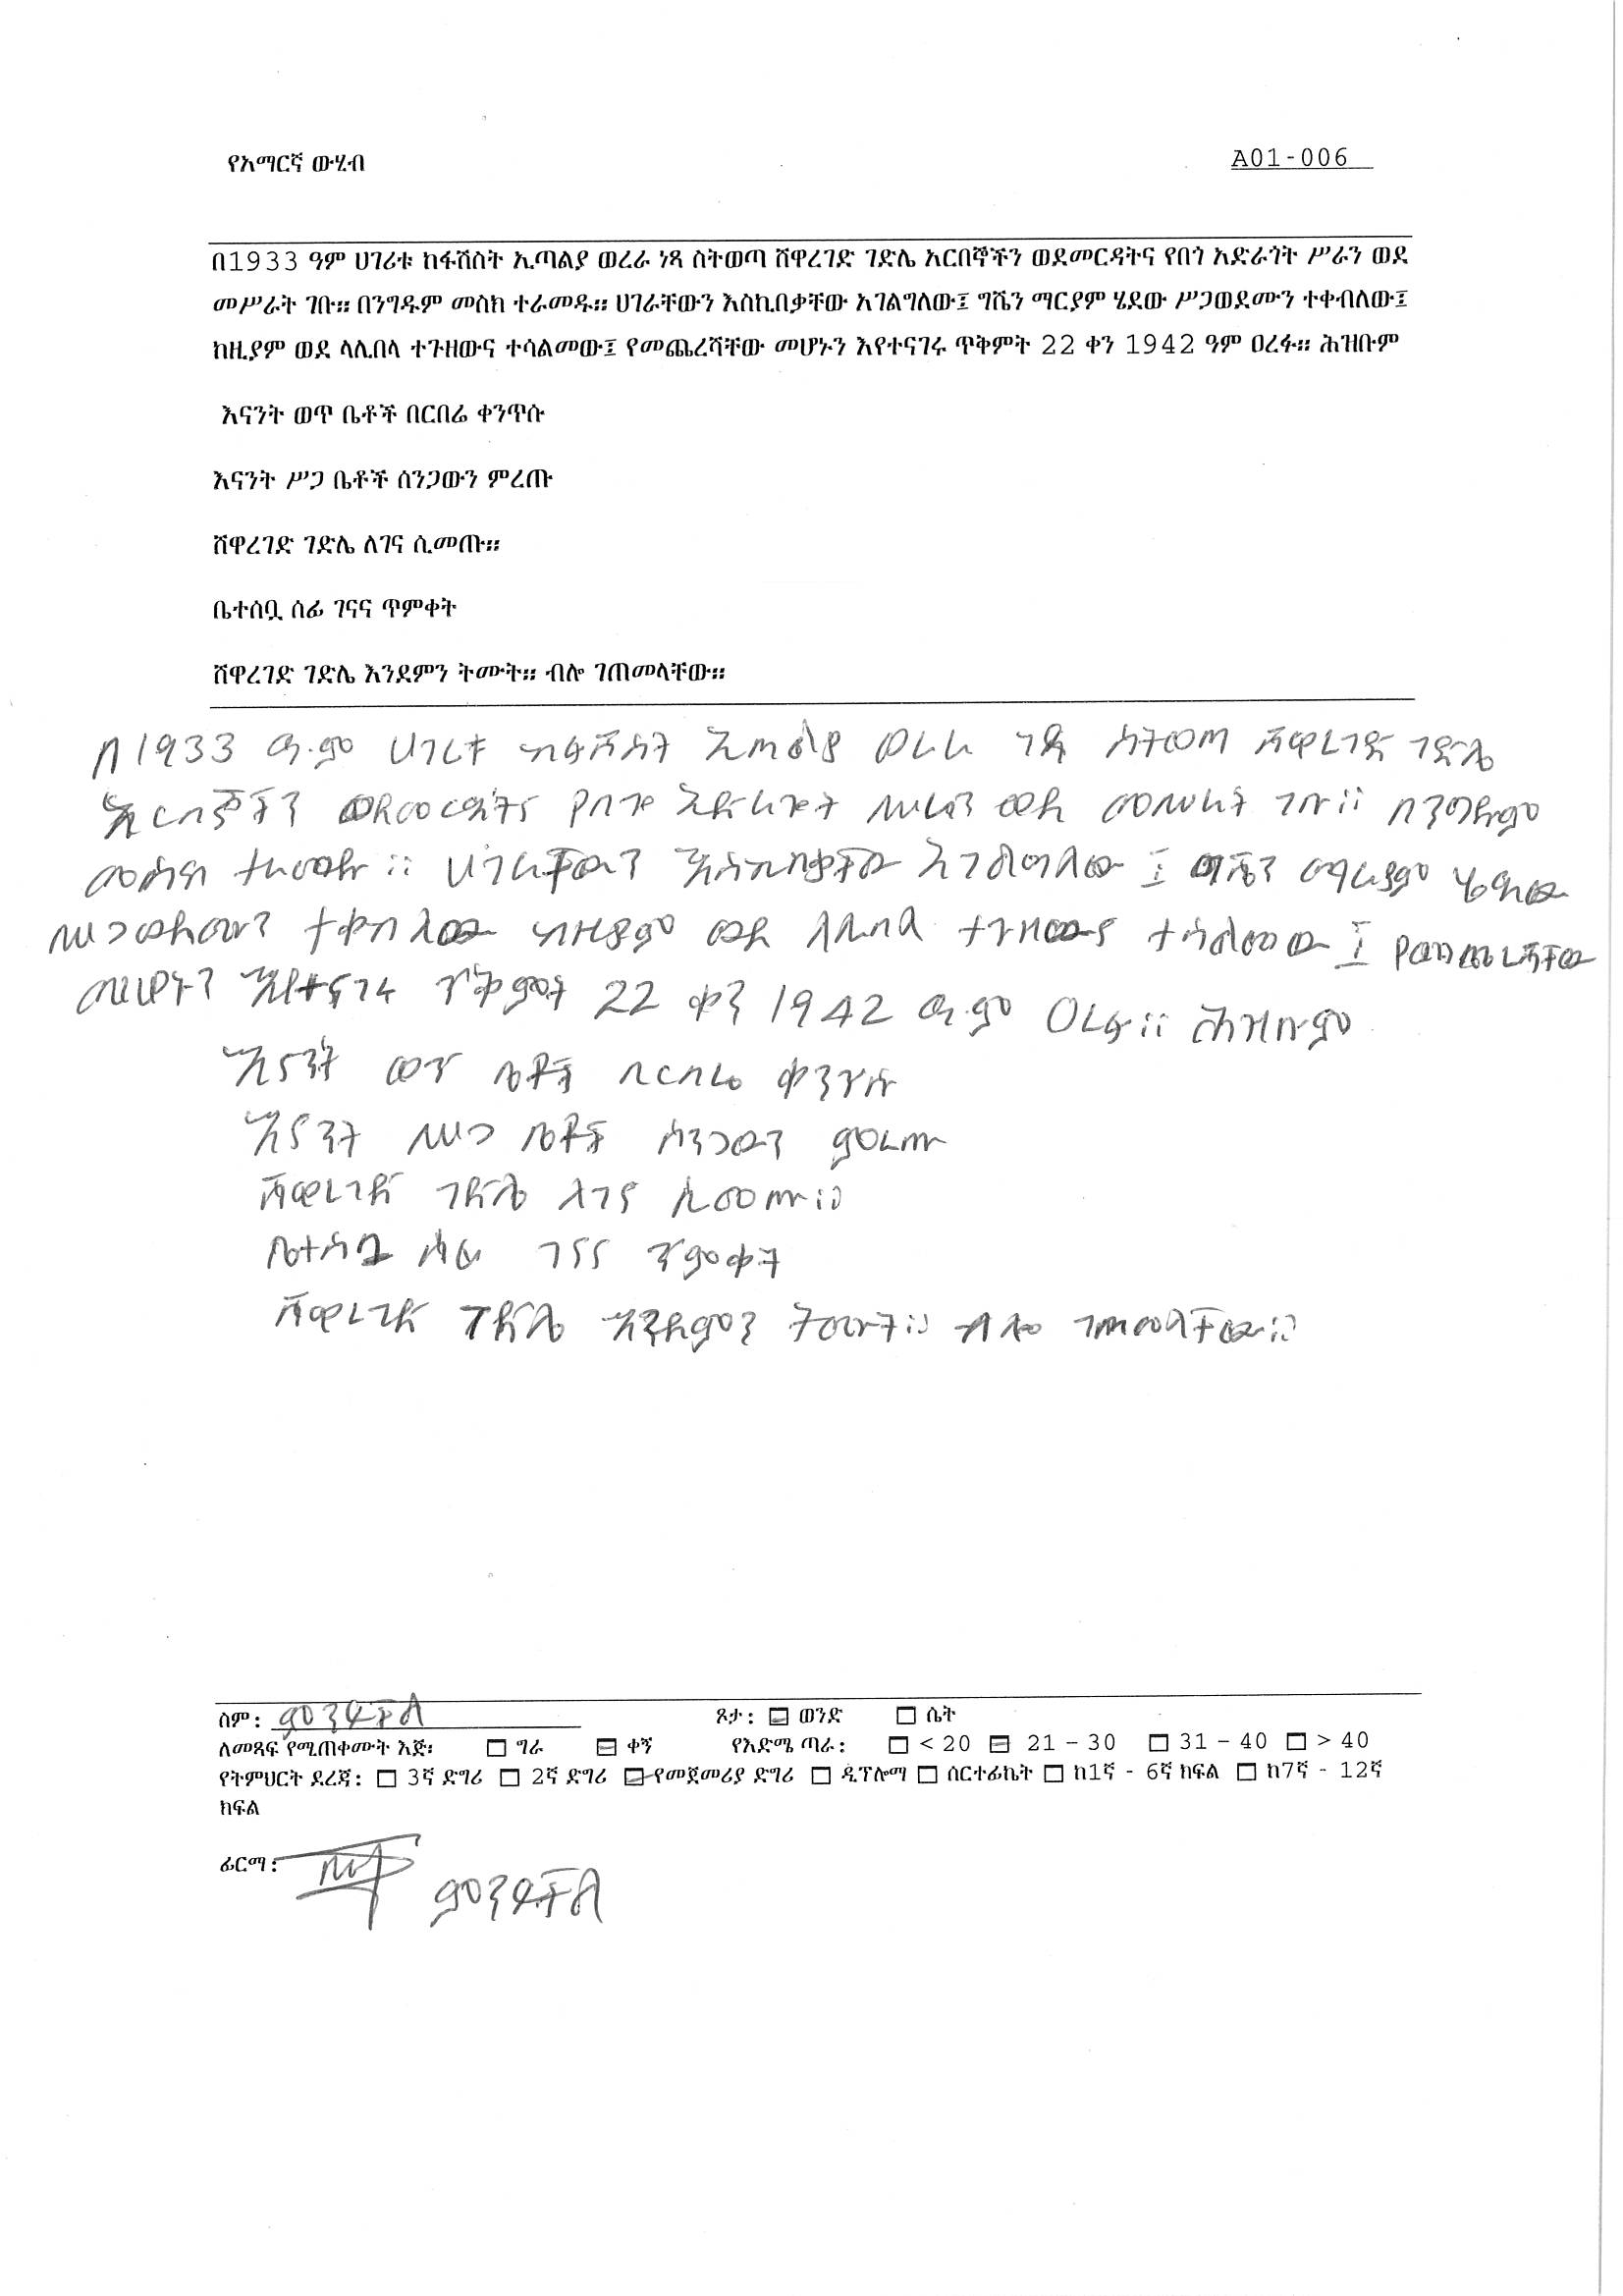 የአማርኛ ውሂብ
A01-006
በ1933 ዓም ሀገሪቱ ከፋሽስት ኢጣልያ ወረራ ነጻ ስትወጣ ሸዋረገድ ገድሌ አርበኞችን ወደመርዳትና የበጎ አድራጎት ሥራን ወደ
መሥራት ገቡ። በንግዱም መስክ ተራመዱ። ሀገራቸውን እስኪበቃቸው አገልግለው፤ ግሼን ማርያም ሄደው ሥጋወደሙን ተቀብለው፤
ከዚያም ወደ ላሊበላ ተጉዘውና ተሳልመው፤ የመጨረሻቸው መሆኑን እየተናገሩ ጥቅምት 22 ቀን 1942 ዓም ዐረፉ። ሕዝቡም
እናንት ወጥ ቤቶች በርበሬ ቀንጥሱ
እናንት ሥጋ ቤቶች ሰንጋውን ምረጡ
ሸዋረገድ ገድሌ ለገና ሲመጡ።
ቤተሰቧ ሰፊ ገናና ጥምቀት
ሸዋረገድ ገድሌ እንደምን ትሙት። ብሎ ገጠመላቸው።
በ1933 ዓ.ም ሀገሪቱ ከፋሽስት ኢጣልያ ወረራ ነጻ ስትወጣ ሸዋረገድ ገድሌ
አርበኞችን ወደመርዳትና የበጎ አድራጎት ሥራን ወደ መሥራት ገቡ። በንግዱም
መስክ ተራመዱ። ሀገራቸውን እስኪበቃቸው አገልግለው፤ ግሼን ማርያም ሄደው
ሥጋወደሙን ተቀብለው ከዚያም ወደ ላሊበላ ተጉዘውና ተሳልመው፤ የመጨረሻቸው
መሆኑን እየተናገሩ ጥቅምት 22 ቀን 1942 ዓ.ም ዐረፉ። ሕዝቡም
እናንት ወጥ ቤቶች በርበሬ ቀንጥሱ
እናንት ሥጋ ቤቶች ሰንጋውን ምረጡ
ሸዋረገድ ገድሌ ለገና ሲመጡ።
ቤተሰቧ ሰፊ ገናና ጥምቀት
ሸዋረገድ ገድሌ እንደምን ትሙት። ብሎ ገጠመላቸው።
ስም:
ጾታ: ወንድ ሴት
ለመጻፍ የሚጠቀሙት እጅ፡ ግራ ቀኝ የእድሜ ጣራ: < 20 21 – 30 31 – 40 > 40
የትምህርት ደረጃ: 3ኛ ድግሪ 2ኛ ድግሪ የመጀመሪያ ድግሪ ዲፕሎማ ሰርተፊኬት ከ1ኛ - 6ኛ ክፍል ከ7ኛ - 12ኛ
ክፍል
ፊርማ: